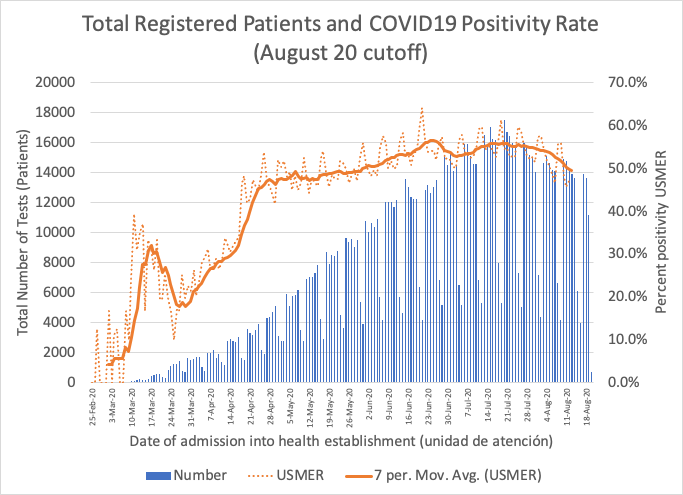 Total Registered Patients and COVID19 Positivity Rate
(August 20 cutoff)
Total Number of Tests (Patients)
20000
18000
16000
14000
12000
10000
8000
6000
4000
2000
0
70.0%
60.0%
50.0%
40.0%
30.0%
20.0%
10.0%
0.0%
Percent positivity USMER
25-Feb-20
3-Mar-20
10-Mar-20
17-Mar-20
24-Mar-20
31-Mar-20
7-Apr-20
14-Apr-20
21-Apr-20
28-Apr-20
5-May-20
12-May-20
19-May-20
26-May-20
2-Jun-20
9-Jun-20
16-Jun-20
23-Jun-20
30-Jun-20
7-Jul-20
14-Jul-20
21-Jul-20
28-Jul-20
4-Aug-20
11-Aug-20
18-Aug-20
Date of admission into health establishment (unidad de atención)
Number USMER 7 per. Mov. Avg. (USMER)